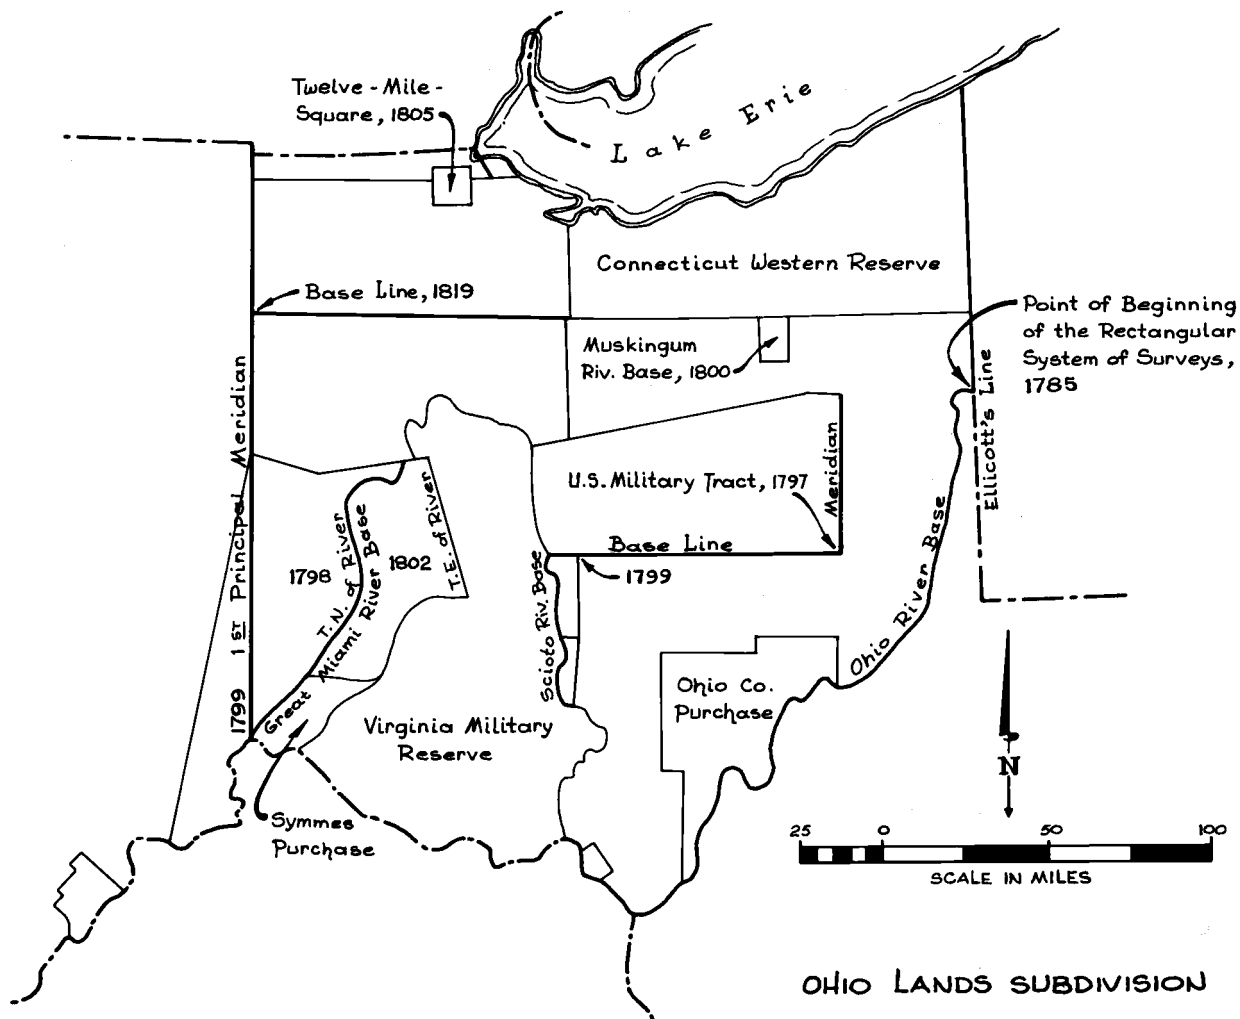 Twelve-Mile-
Square, 1805
Lake Erie
Connecticut Western Reserve
Base Line, 1819
Point of Beginning
of the Rectangular
System of Surveys,
1785
Muskingum
Riv. Base, 1800
Ellicott's Line
1799 1ST Principal Meridian
U.S. Military Tract, 1797
Meridian
Base Line
1799
T.N. of River
Great Miami River Base
1798
1802
T.E. of River
Scioto Riv. Base
Ohio River Base
Ohio Co.
Purchase
Virginia Military
Reserve
Symmes
Purchase
N
25 0 50 100
SCALE IN MILES
OHIO LANDS SUBDIVISION